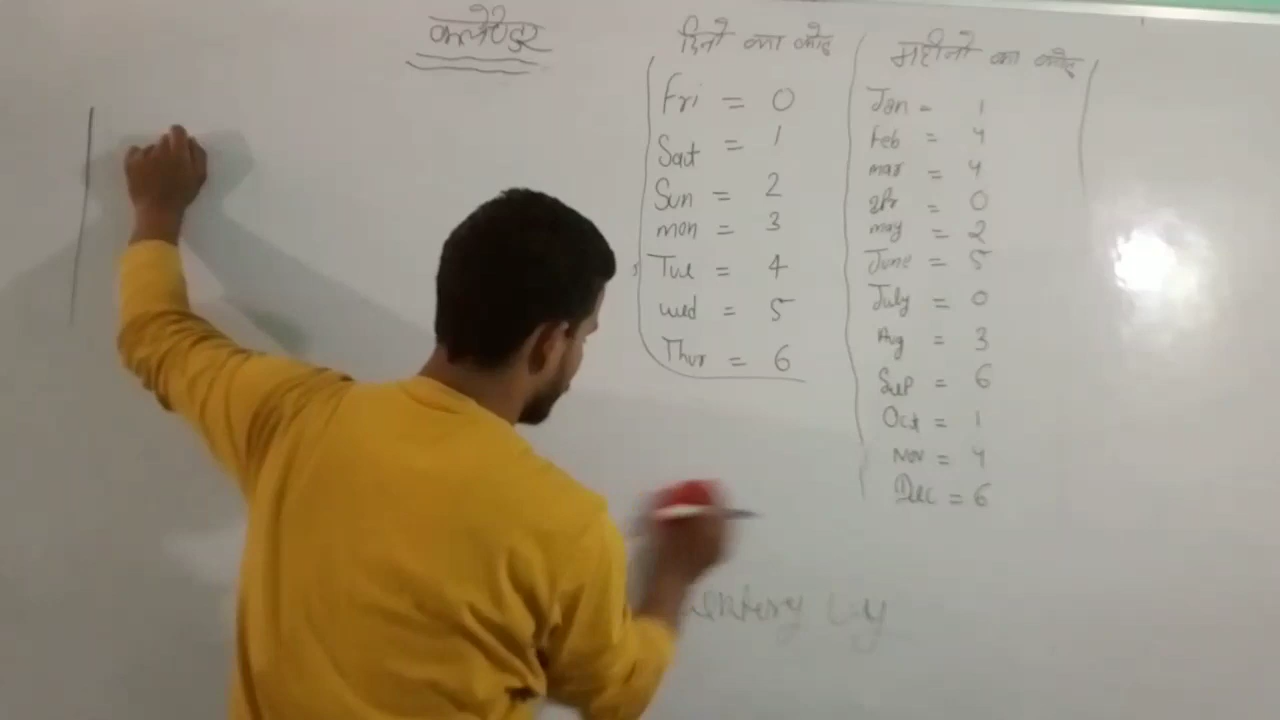 कलैण्डर
दिनो का कोड
Fri = 0
Sat = 1
Sun = 2
mon = 3
Tue = 4
wed = 5
Thur = 6
महीनो का कोड
Jan = 1
Feb = 4
mar = 4
apr = 0
may = 2
June = 5
July = 0
Aug = 3
Sep = 6
Oct = 1
Nov = 4
Dec = 6